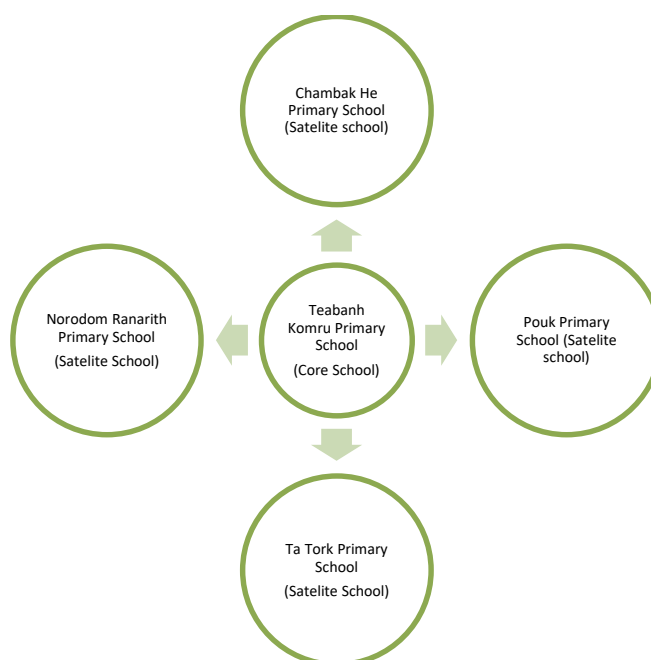 Chambak He
Primary School
(Satelite school)
Norodom Ranarith
Primary School
(Satelite School)
Teabanh
Komru Primary
School
(Core School)
Pouk Primary
School (Satelite
school)
Ta Tork Primary
School
(Satelite School)